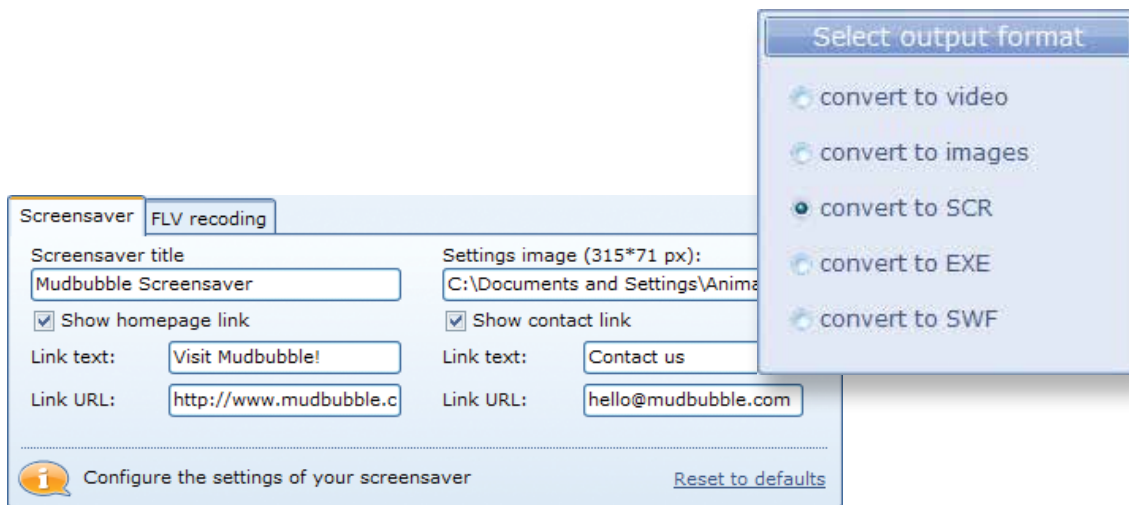 Select output format
convert to video
convert to images
convert to SCR
convert to EXE
convert to SWF
Screensaver
FLV recoding
Screensaver title
Mudbubble Screensaver
Show homepage link
Link text:
Visit Mudbubble!
Link URL:
http://www.mudbubble.c
Settings image (315*71 px):
C:\Documents and Settings\Anima
Show contact link
Link text:
Contact us
Link URL:
hello@mudbubble.com
Configure the settings of your screensaver
Reset to defaults